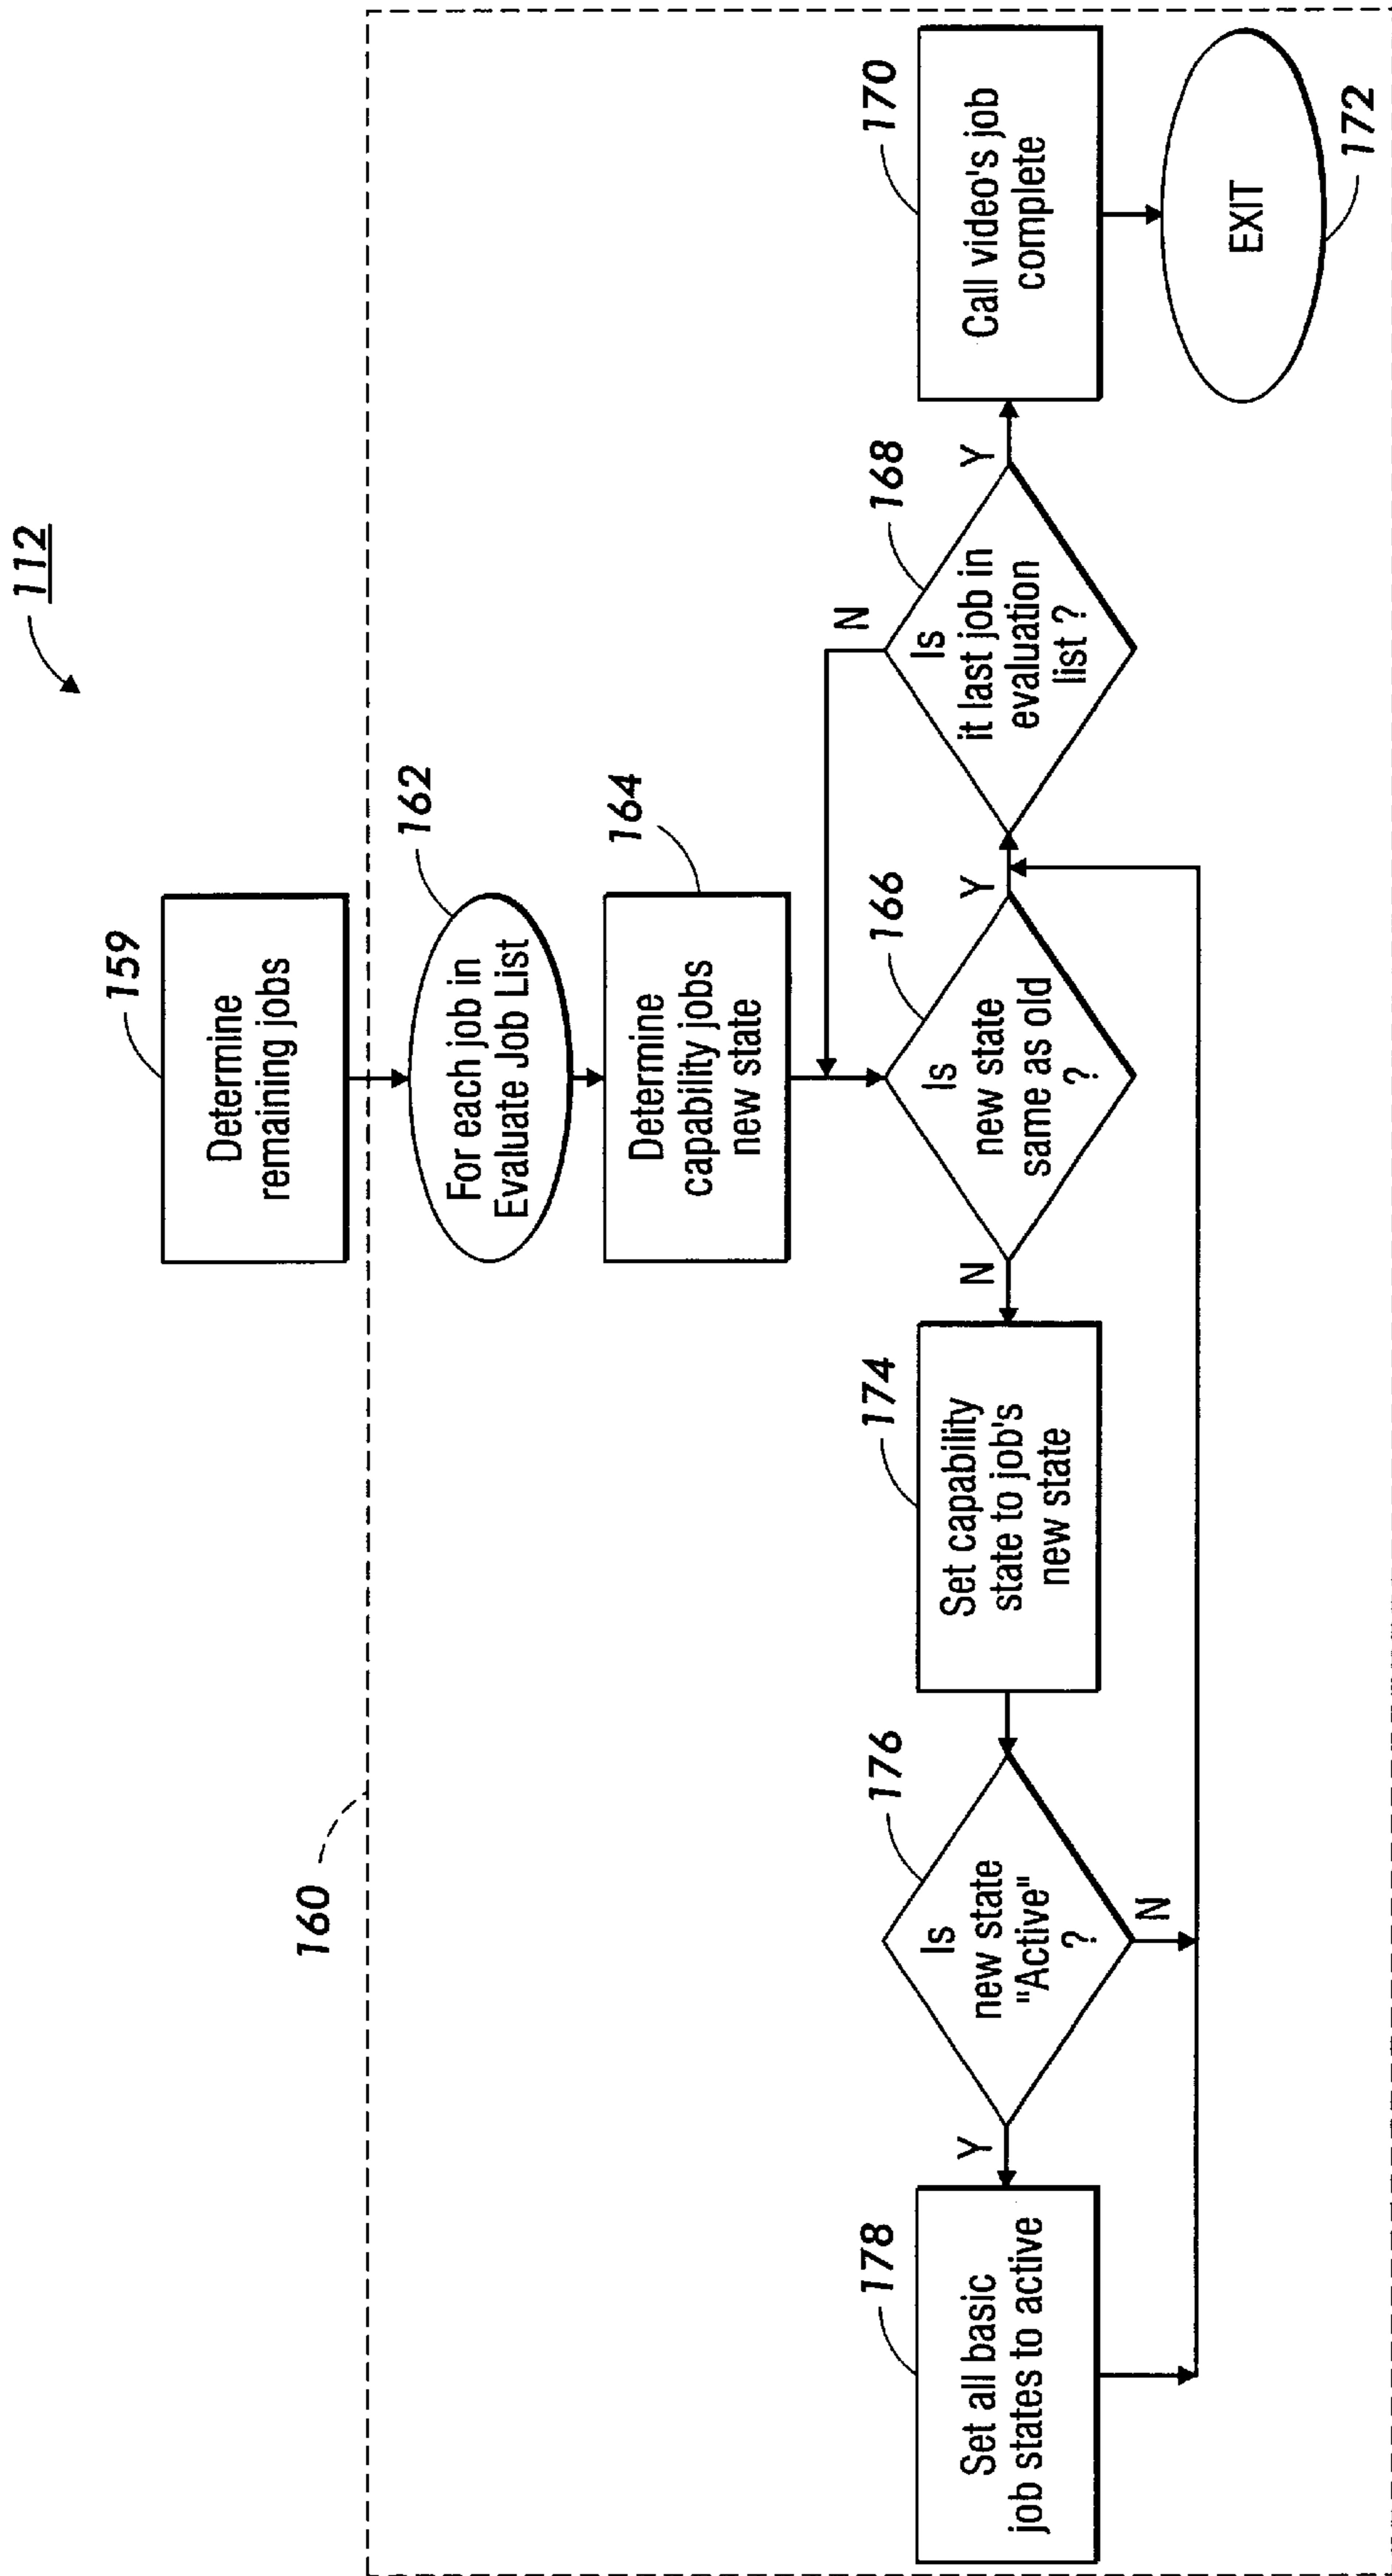 112
159
Determine
remaining jobs
160
162
For each job in
Evaluate Job List
164
Determine
capability jobs
new state
166
Is
new state
same as old
?
Y
N
168
Is
it last job in
evaluation
list ?
N
Y
170
Call video's job
complete
EXIT
172
174
Set capability
state to job's
new state
176
Is
new state
"Active"
?
N
Y
178
Set all basic
job states to active